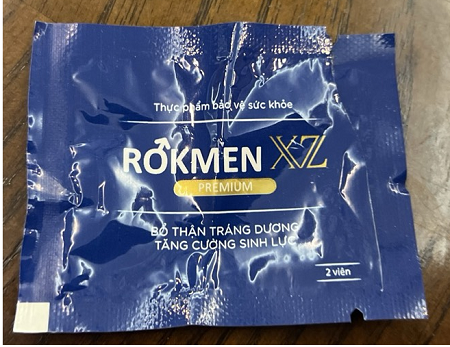 Thực phẩm bảo vệ sức khỏe
ROKMEN XZ
PREMIUM
BỔ THẬN TRÁNG DƯƠNG
TĂNG CƯỜNG SINH LỰC
2 viên